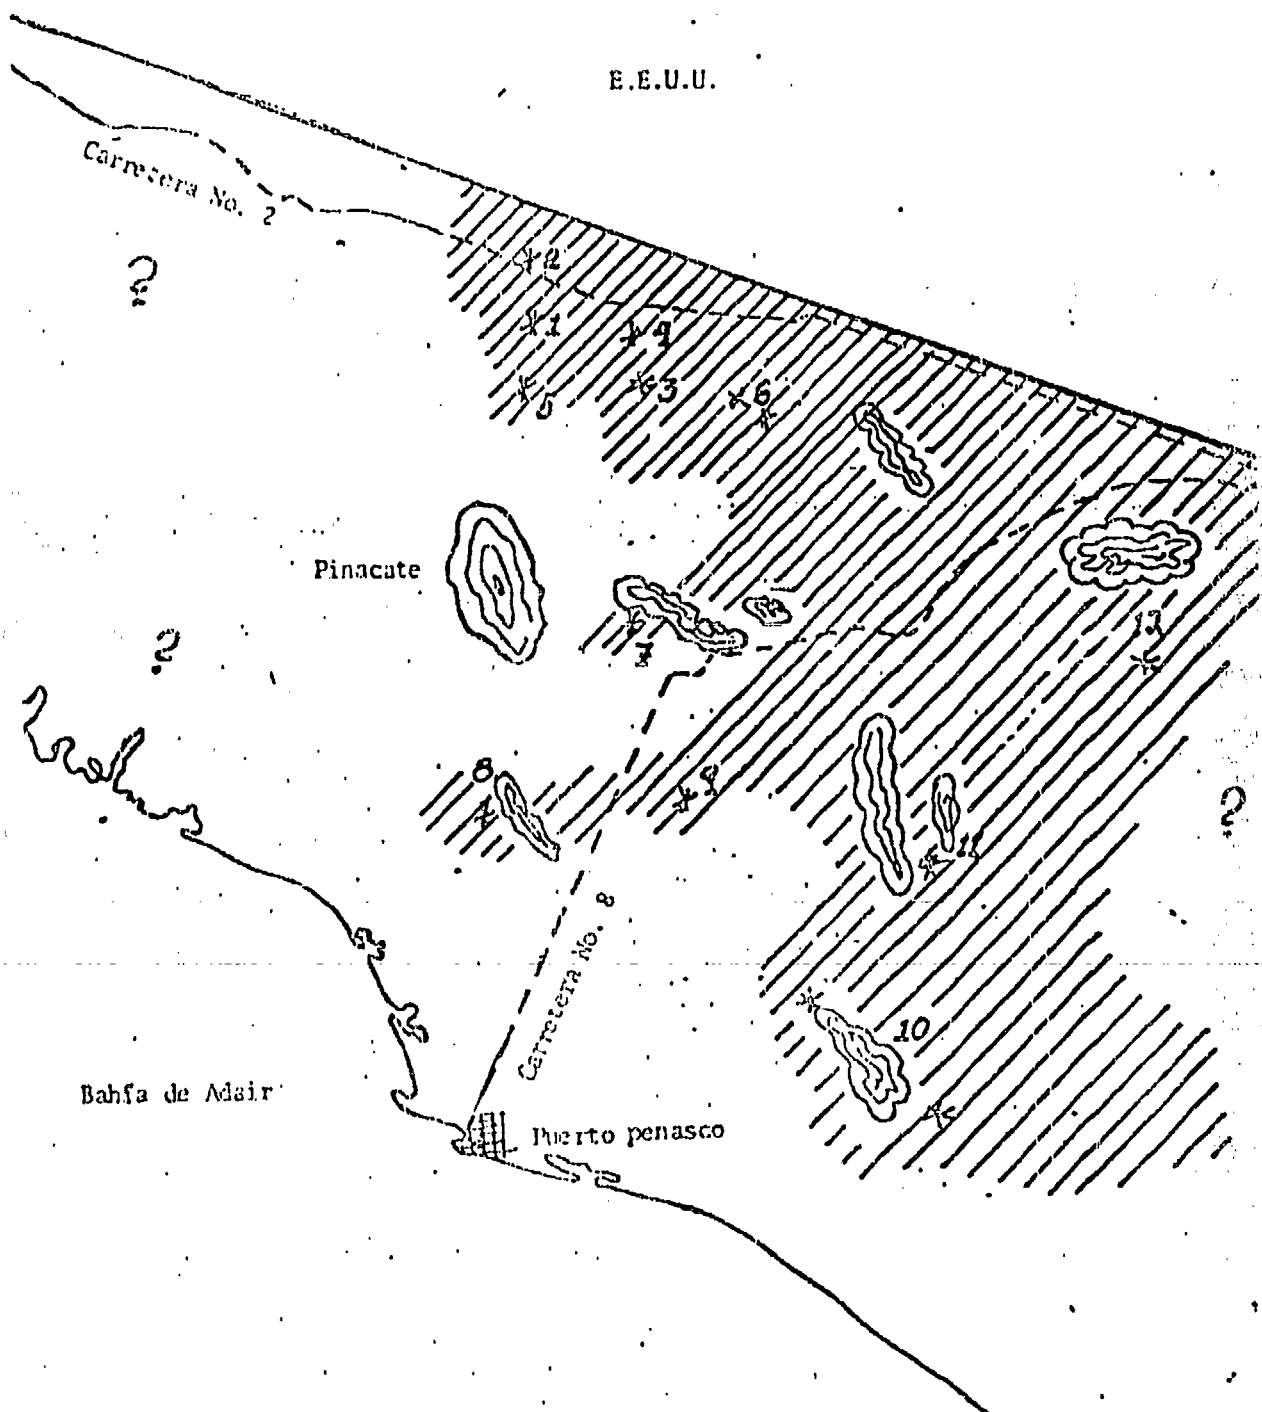 E.E.U.U.
Carretera No. 2
?
2
1
4
3
5
6
Pinacate
?
7
12
8
9
?
11
Carretera No. 8
10
Bahía de Adair
Puerto penasco